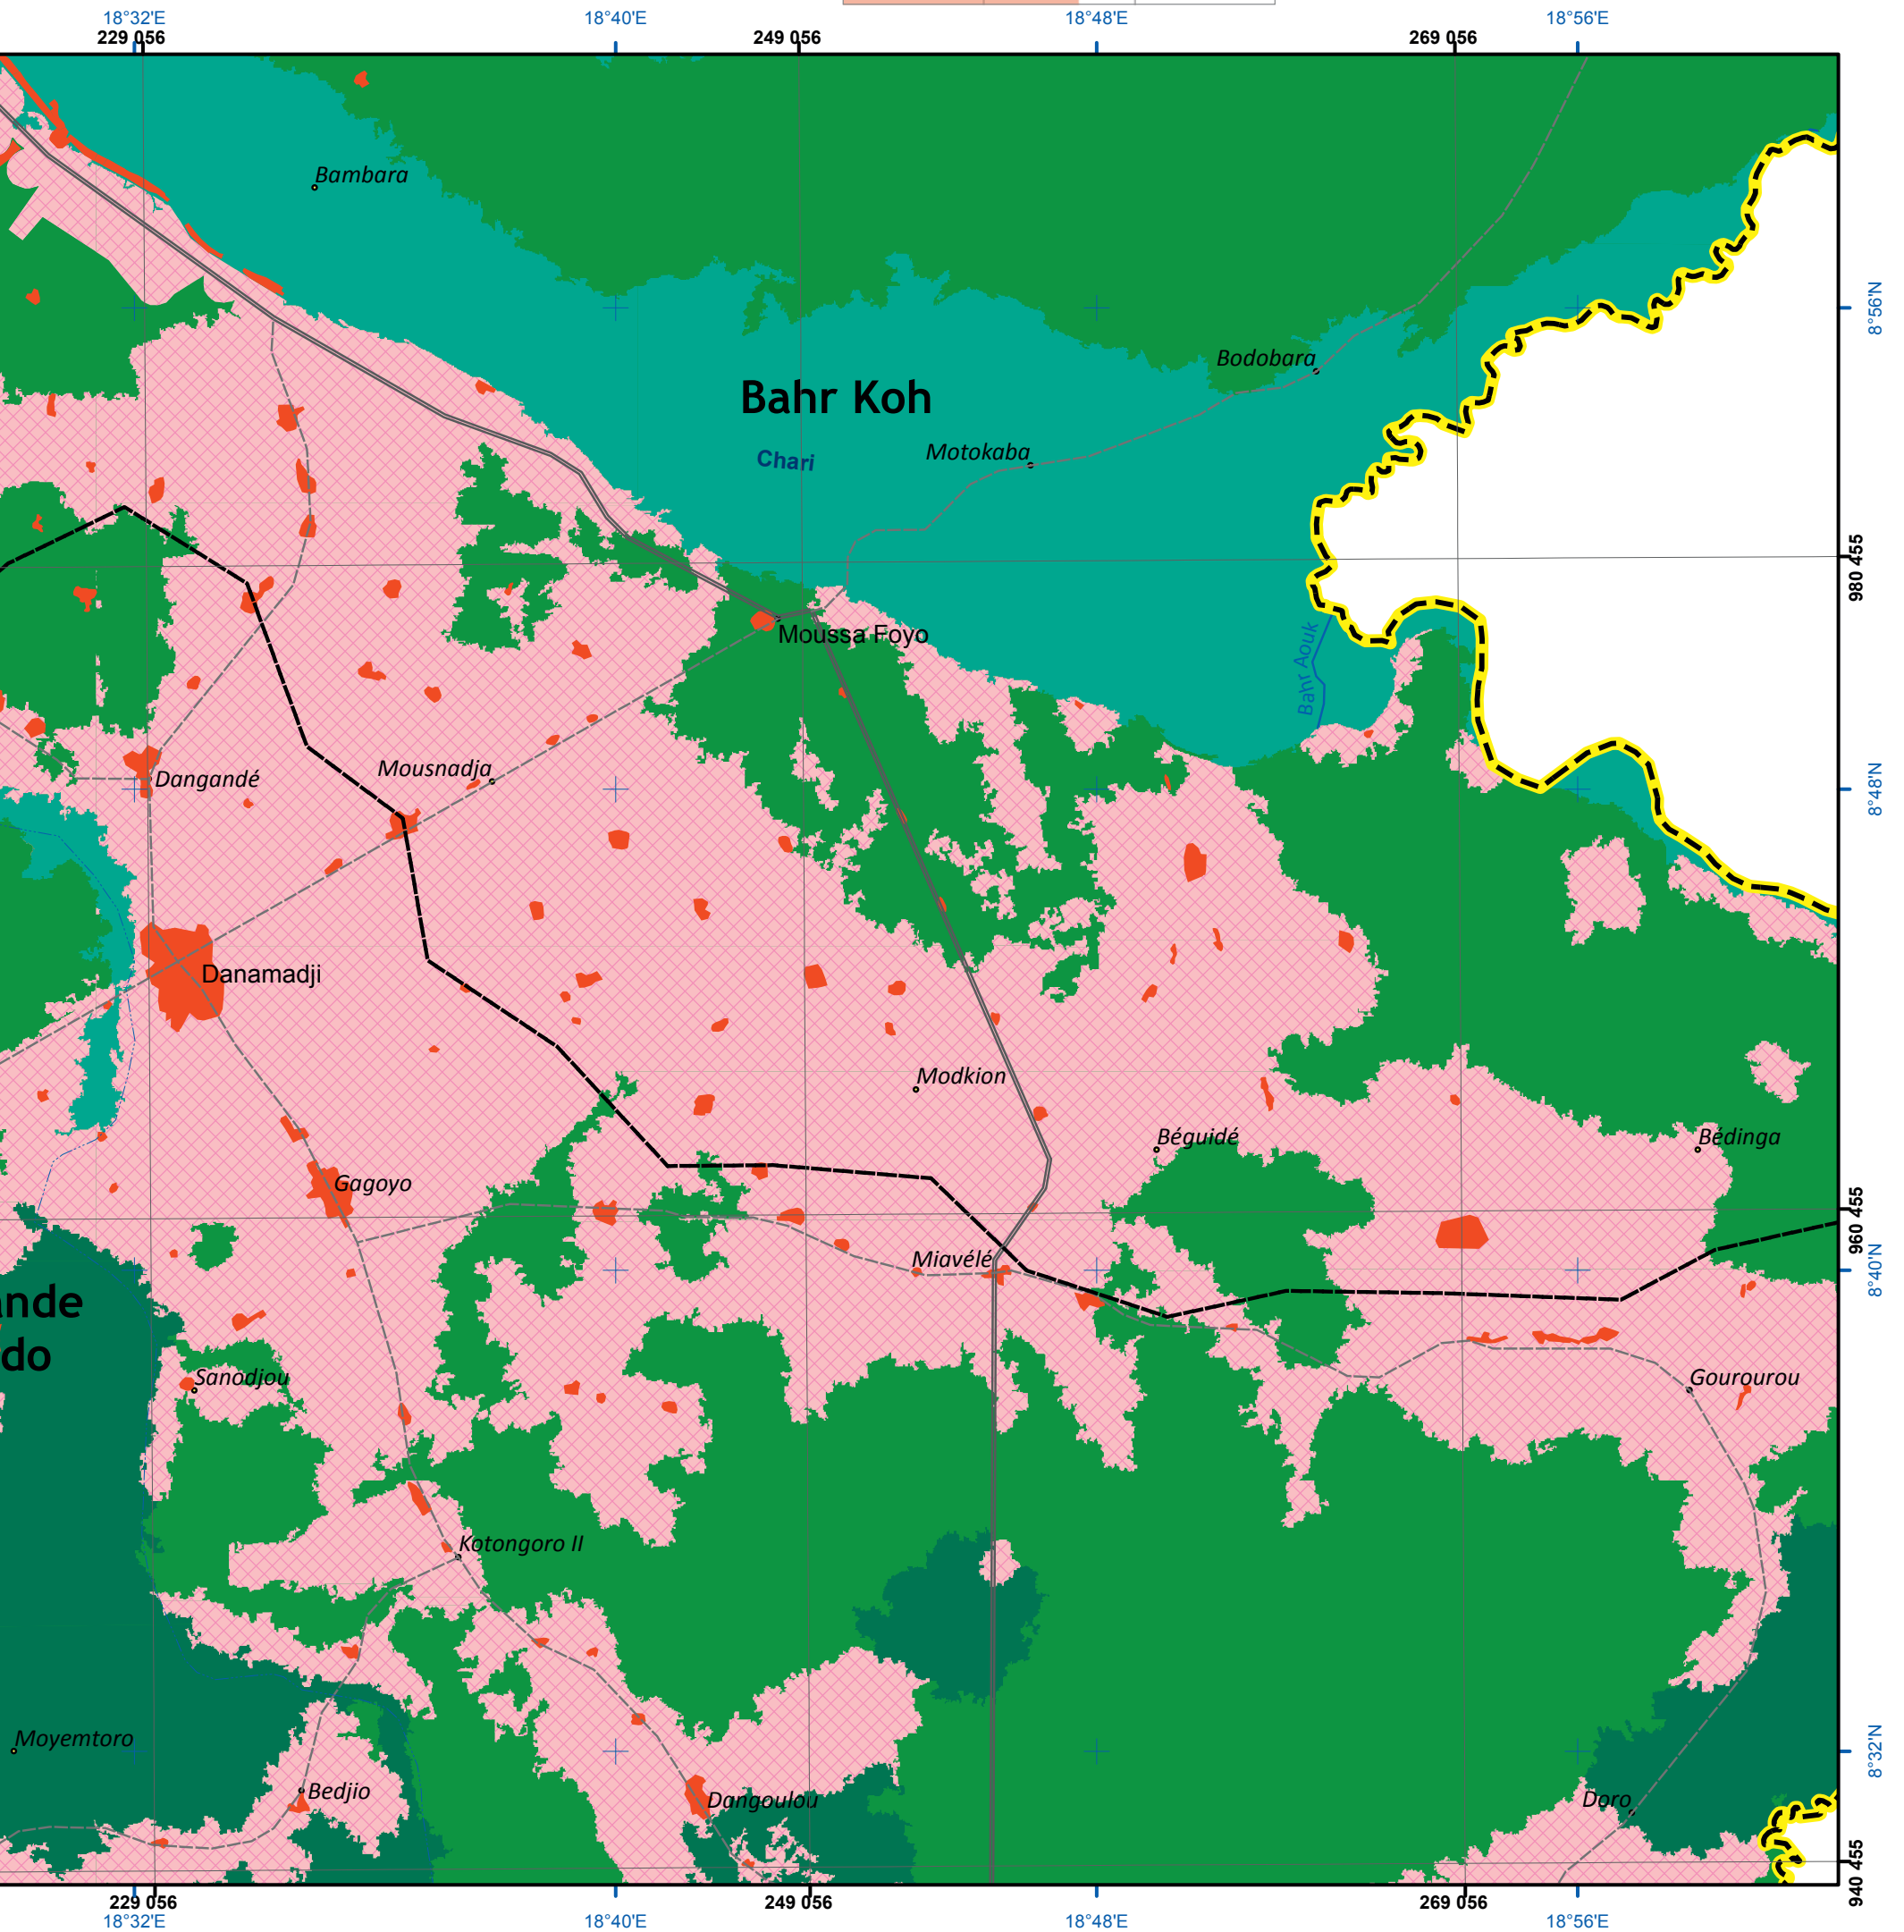 18°32'E
18°40'E
18°48'E
18°56'E
229 056
249 056
269 056
Bambara
8°56'N
Bodobara
Bahr Koh
Motokaba
Chari
980 455
Moussa Foyo
Bahr Aouk
Mousnadja
Dangandé
8°48'N
Danamadji
Modkion
Béguidé
Bédinga
Gagoyo
960 455
Miavélé
8°40'N
ande
do
Sanodjou
Gourourou
Kotongoro II
Moyemtoro
8°32'N
Bedjio
Dangoulou
Doro
940 455
229 056
249 056
269 056
18°32'E
18°40'E
18°48'E
18°56'E